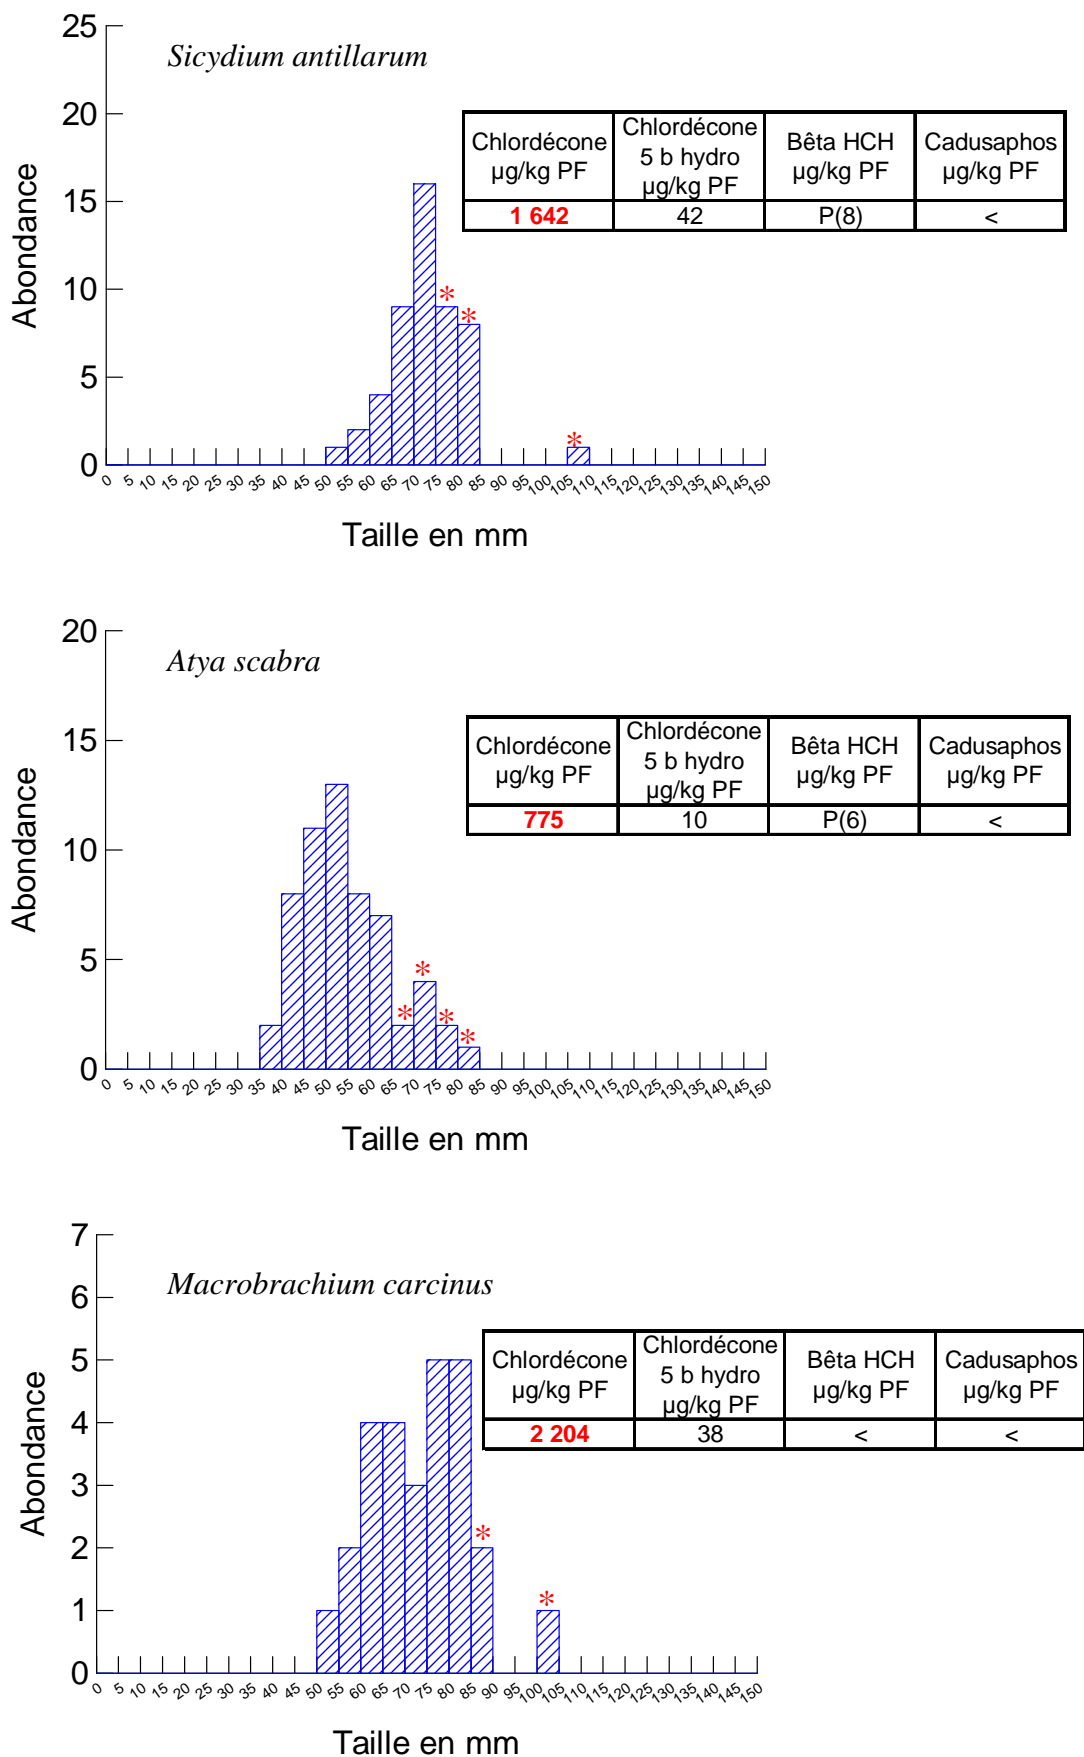 25
20
15
10
5
0
Abondance
Sicydium antillarum
Chlordécone µg/kg PF
Chlordécone 5 b hydro µg/kg PF
Bêta HCH µg/kg PF
Cadusaphos µg/kg PF
1 642 42 P(8) <
* * *
0 5 10 15 20 25 30 35 40 45 50 55 60 65 70 75 80 85 90 95 100 105 110 115 120 125 130 135 140 145 150
Taille en mm
20
15
10
5
0
Abondance
Atya scabra
Chlordécone µg/kg PF
Chlordécone 5 b hydro µg/kg PF
Bêta HCH µg/kg PF
Cadusaphos µg/kg PF
775 10 P(6) <
* * * *
0 5 10 15 20 25 30 35 40 45 50 55 60 65 70 75 80 85 90 95 100 105 110 115 120 125 130 135 140 145 150
Taille en mm
7
6
5
4
3
2
1
0
Abondance
Macrobrachium carcinus
Chlordécone µg/kg PF
Chlordécone 5 b hydro µg/kg PF
Bêta HCH µg/kg PF
Cadusaphos µg/kg PF
2 204 38 < <
* *
0 5 10 15 20 25 30 35 40 45 50 55 60 65 70 75 80 85 90 95 100 105 110 115 120 125 130 135 140 145 150
Taille en mm